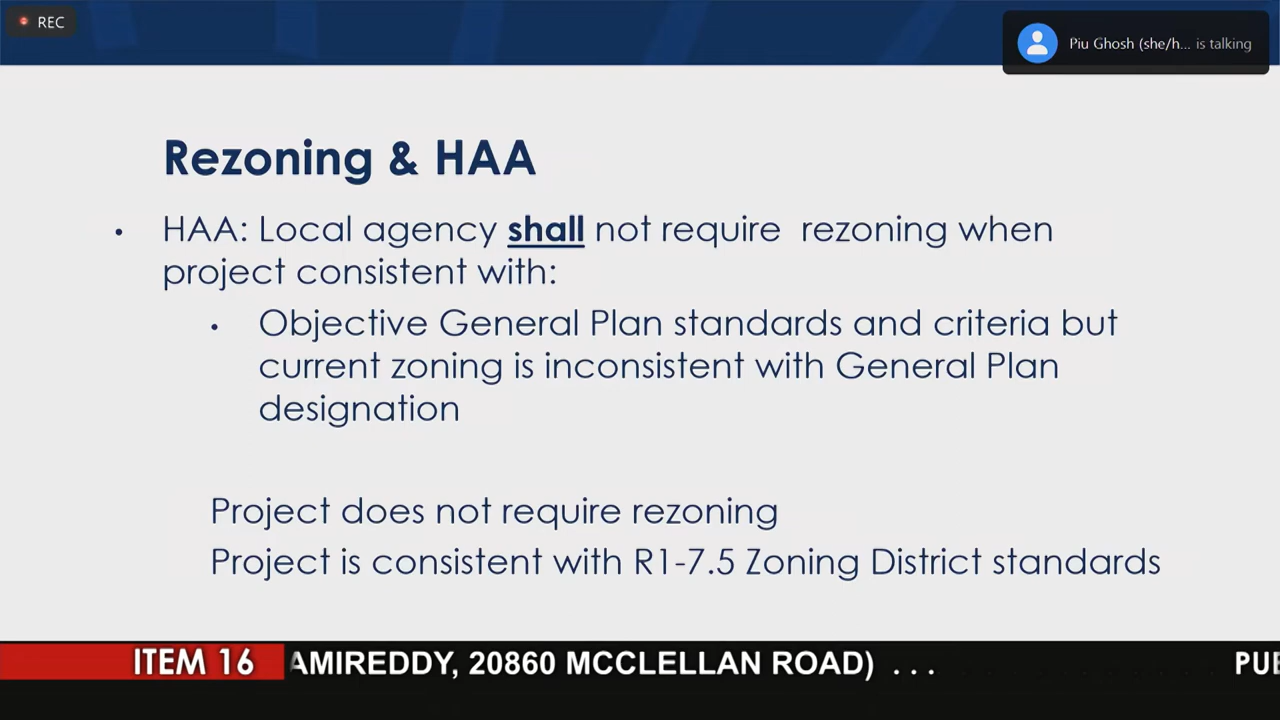 REC
Piu Ghosh (she/h... is talking
Rezoning & HAA
• HAA: Local agency shall not require rezoning when
project consistent with:
• Objective General Plan standards and criteria but
current zoning is inconsistent with General Plan
designation
Project does not require rezoning
Project is consistent with R1-7.5 Zoning District standards
ITEM 16 AMIREDDY, 20860 MCCLELLAN ROAD) . . . PUB